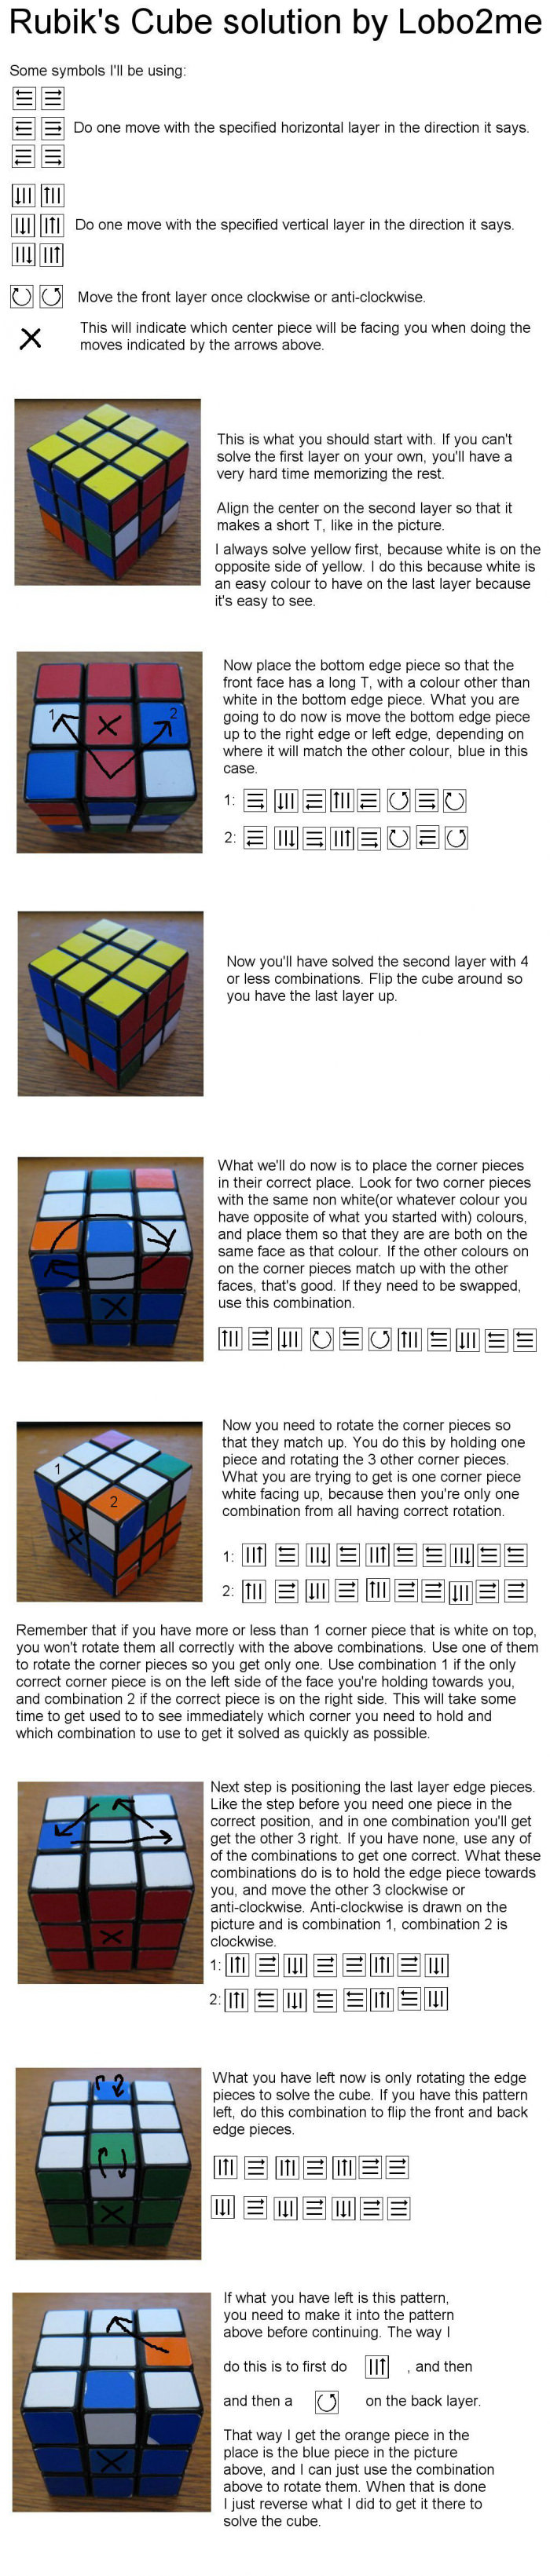 Rubik's Cube solution by Lobo2me
Some symbols I'll be using:
Do one move with the specified horizontal layer in the direction it says.
Do one move with the specified vertical layer in the direction it says.
Move the front layer once clockwise or anti-clockwise.
This will indicate which center piece will be facing you when doing the
moves indicated by the arrows above.
This is what you should start with. If you can't
solve the first layer on your own, you'll have a
very hard time memorizing the rest.
Align the center on the second layer so that it
makes a short T, like in the picture.
I always solve yellow first, because white is on the
opposite side of yellow. I do this because white is
an easy colour to have on the last layer because
it's easy to see.
1
2
Now place the bottom edge piece so that the
front face has a long T, with a colour other than
white in the bottom edge piece. What you are
going to do now is move the bottom edge piece
up to the right edge or left edge, depending on
where it will match the other colour, blue in this
case.
1:
2:
Now you'll have solved the second layer with 4
or less combinations. Flip the cube around so
you have the last layer up.
What we'll do now is to place the corner pieces
in their correct place. Look for two corner pieces
with the same non white(or whatever colour you
have opposite of what you started with) colours,
and place them so that they are are both on the
same face as that colour. If the other colours on
on the corner pieces match up with the other
faces, that's good. If they need to be swapped,
use this combination.
1
2
Now you need to rotate the corner pieces so
that they match up. You do this by holding one
piece and rotating the 3 other corner pieces.
What you are trying to get is one corner piece
white facing up, because then you're only one
combination from all having correct rotation.
1:
2:
Remember that if you have more or less than 1 corner piece that is white on top,
you won't rotate them all correctly with the above combinations. Use one of them
to rotate the corner pieces so you get only one. Use combination 1 if the only
correct corner piece is on the left side of the face you're holding towards you,
and combination 2 if the correct piece is on the right side. This will take some
time to get used to to see immediately which corner you need to hold and
which combination to use to get it solved as quickly as possible.
Next step is positioning the last layer edge pieces.
Like the step before you need one piece in the
correct position, and in one combination you'll get
get the other 3 right. If you have none, use any of
of the combinations to get one correct. What these
combinations do is to hold the edge piece towards
you, and move the other 3 clockwise or
anti-clockwise. Anti-clockwise is drawn on the
picture and is combination 1, combination 2 is
clockwise.
1:
2:
What you have left now is only rotating the edge
pieces to solve the cube. If you have this pattern
left, do this combination to flip the front and back
edge pieces.
If what you have left is this pattern,
you need to make it into the pattern
above before continuing. The way I
do this is to first do , and then
and then a on the back layer.
That way I get the orange piece in the
place is the blue piece in the picture
above, and I can just use the combination
above to rotate them. When that is done
I just reverse what I did to get it there to
solve the cube.